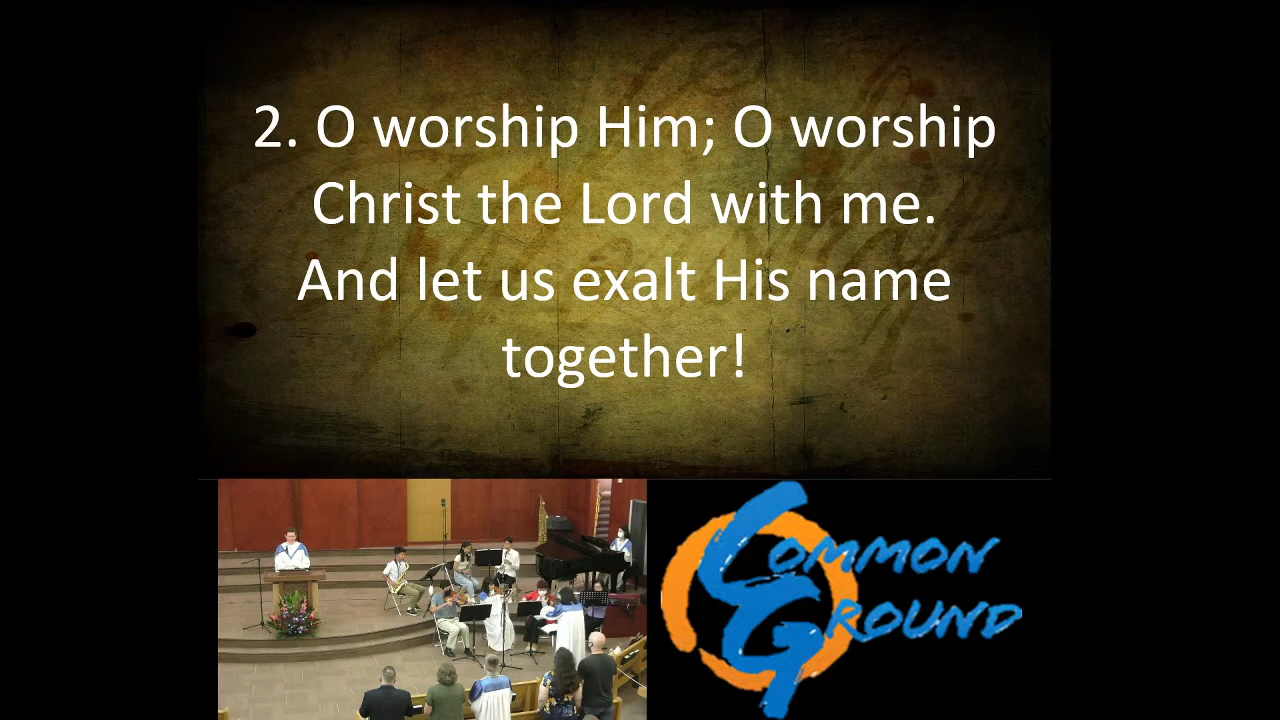 2. O worship Him; O worship
Christ the Lord with me.
And let us exalt His name
together!
COMMON
GROUND